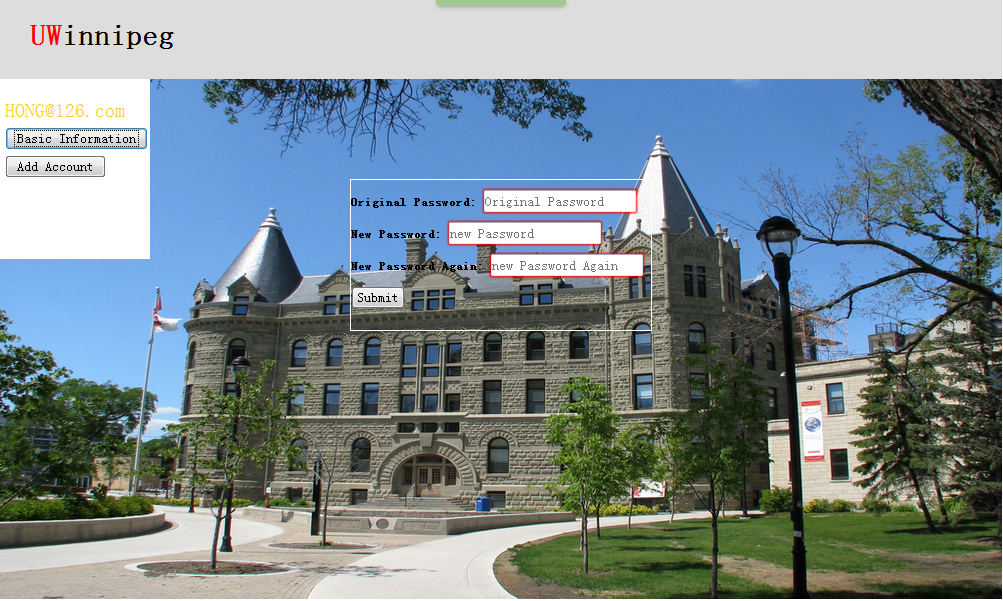 UWinnipeg
HONG@126.com
Basic Information
Add Account
Original Password: Original Password
New Password: new Password
New Password Again: new Password Again
Submit